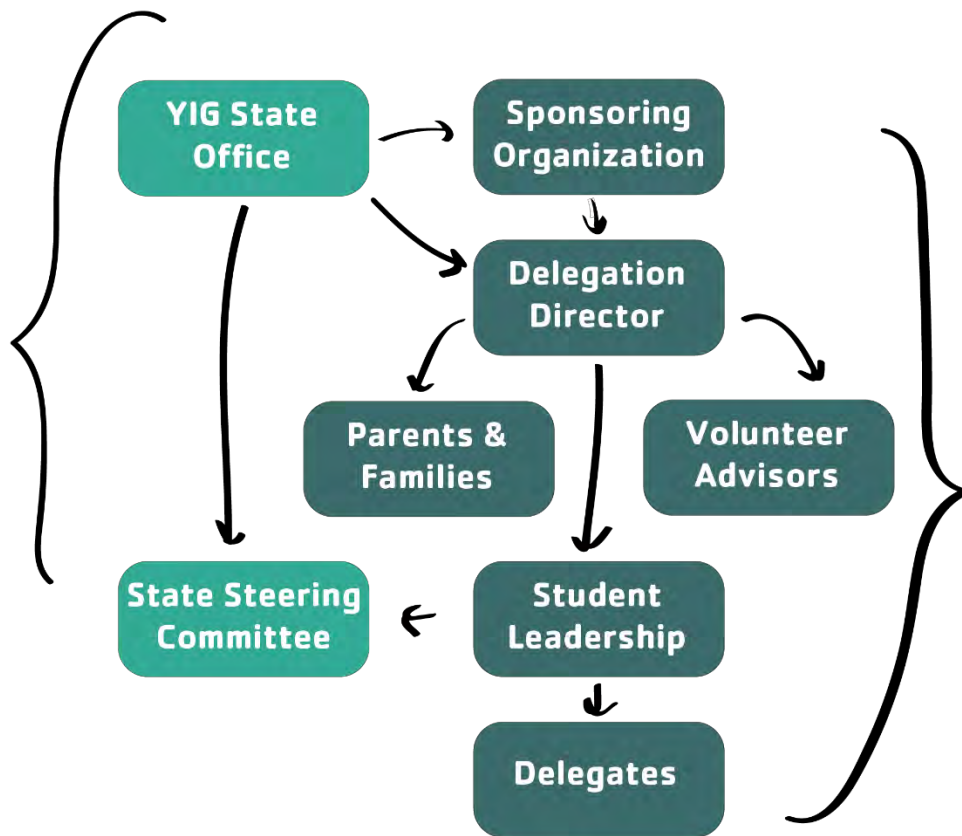 YIG State
Office
Sponsoring
Organization
Delegation
Director
Parents &
Families
Volunteer
Advisors
State Steering
Committee
Student
Leadership
Delegates